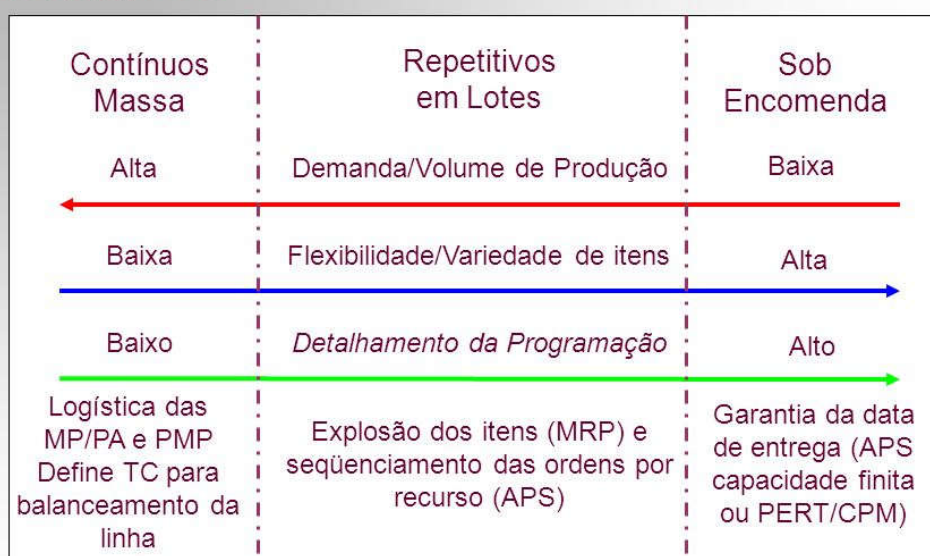 Contínuos
Massa
Repetitivos
em Lotes
Sob
Encomenda
Alta
Demanda/Volume de Produção
Baixa
Baixa
Flexibilidade/Variedade de itens
Alta
Baixo
Detalhamento da Programação
Alto
Logística das
MP/PA e PMP
Define TC para
balanceamento da
linha
Explosão dos itens (MRP) e
seqüenciamento das ordens por
recurso (APS)
Garantia da data
de entrega (APS
capacidade finita
ou PERT/CPM)